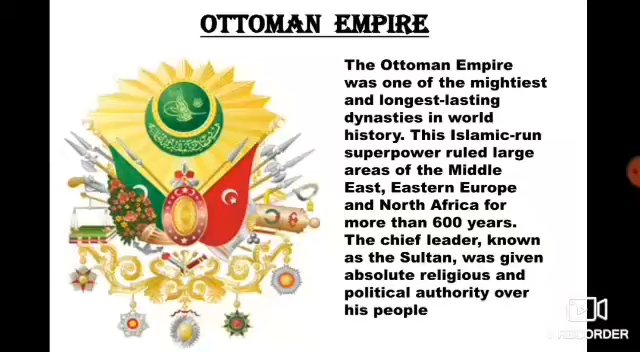 OTTOMAN EMPIRE
The Ottoman Empire
was one of the mightiest
and longest-lasting
dynasties in world
history. This Islamic-run
superpower ruled large
areas of the Middle
East, Eastern Europe
and North Africa for
more than 600 years.
The chief leader, known
as the Sultan, was given
absolute religious and
political authority over
his people
RECORDER